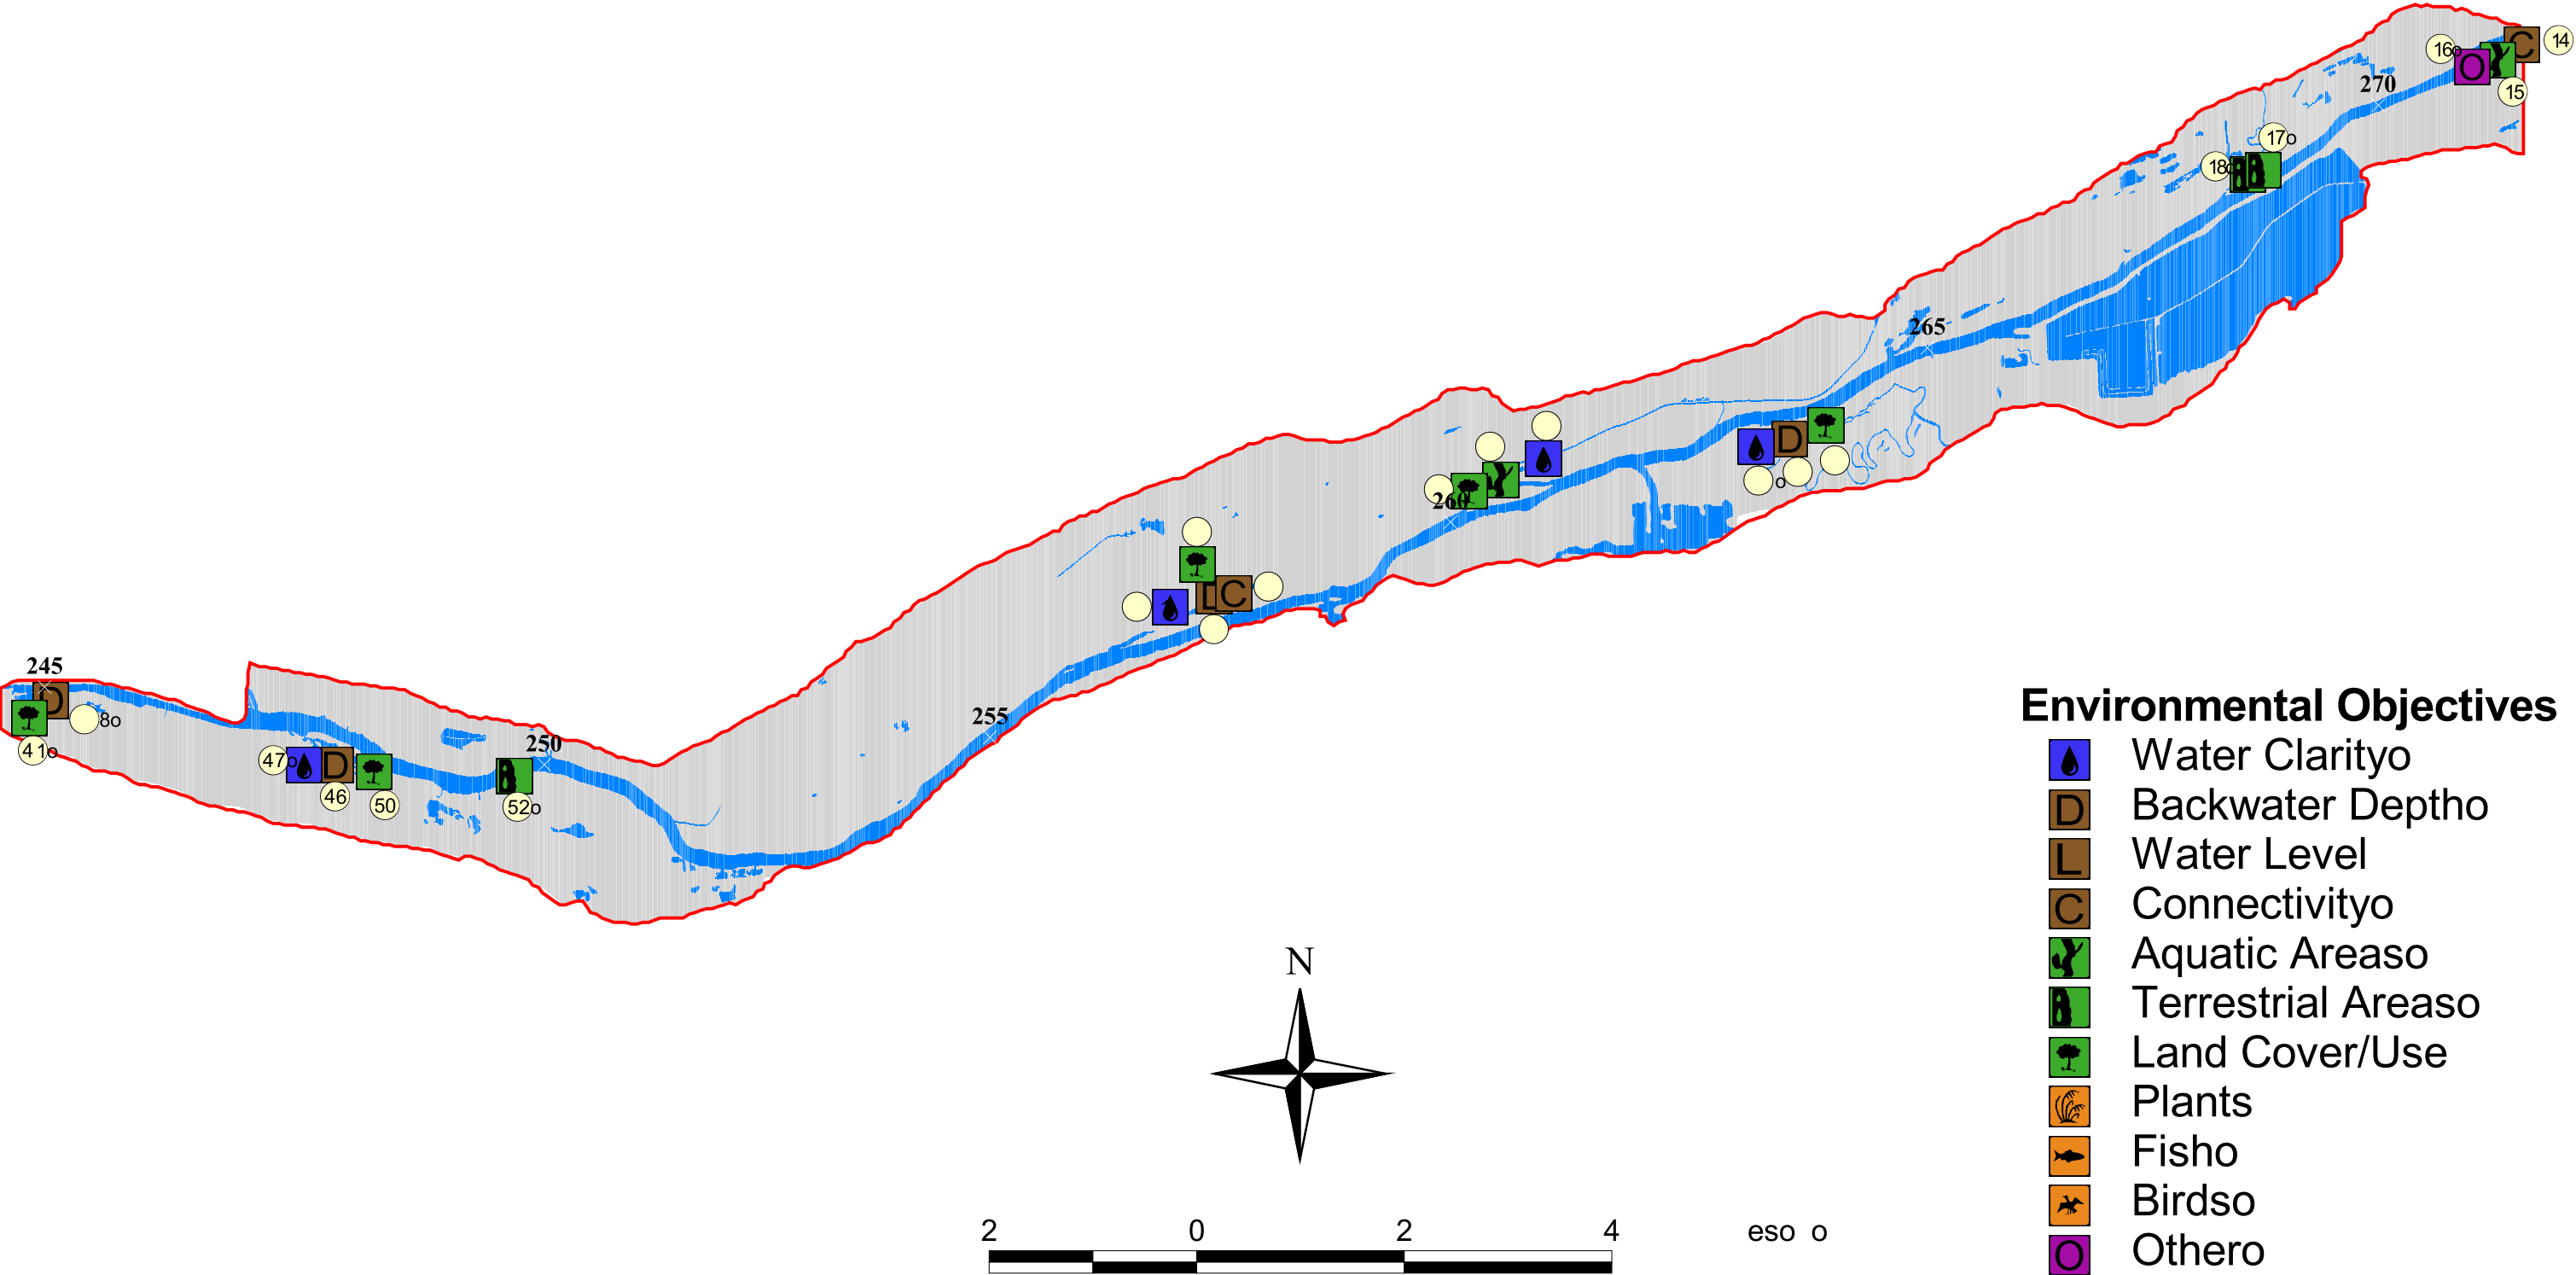 14
16o
O
C
15
270
17o
18o
265
D
o
260
C
245
D
8o
41o
255
250
47o
D
46
50
52o
Environmental Objectives
Water Clarityo
D Backwater Deptho
L Water Level
C Connectivityo
Aquatic Areaso
Terrestrial Areaso
Land Cover/Use
Plants
Fisho
Birdso
O Othero
N
2 0 2 4 eso o